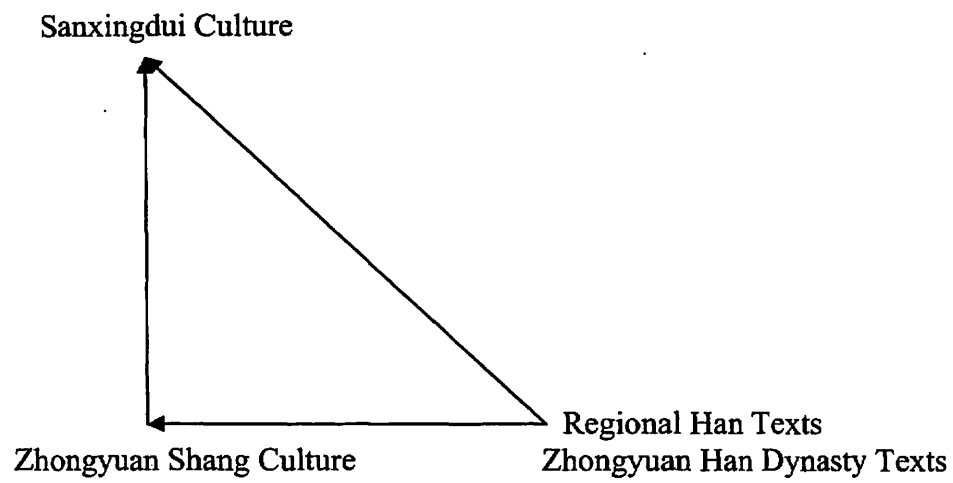 Sanxingdui Culture
Regional Han Texts
Zhongyuan Shang Culture
Zhongyuan Han Dynasty Texts